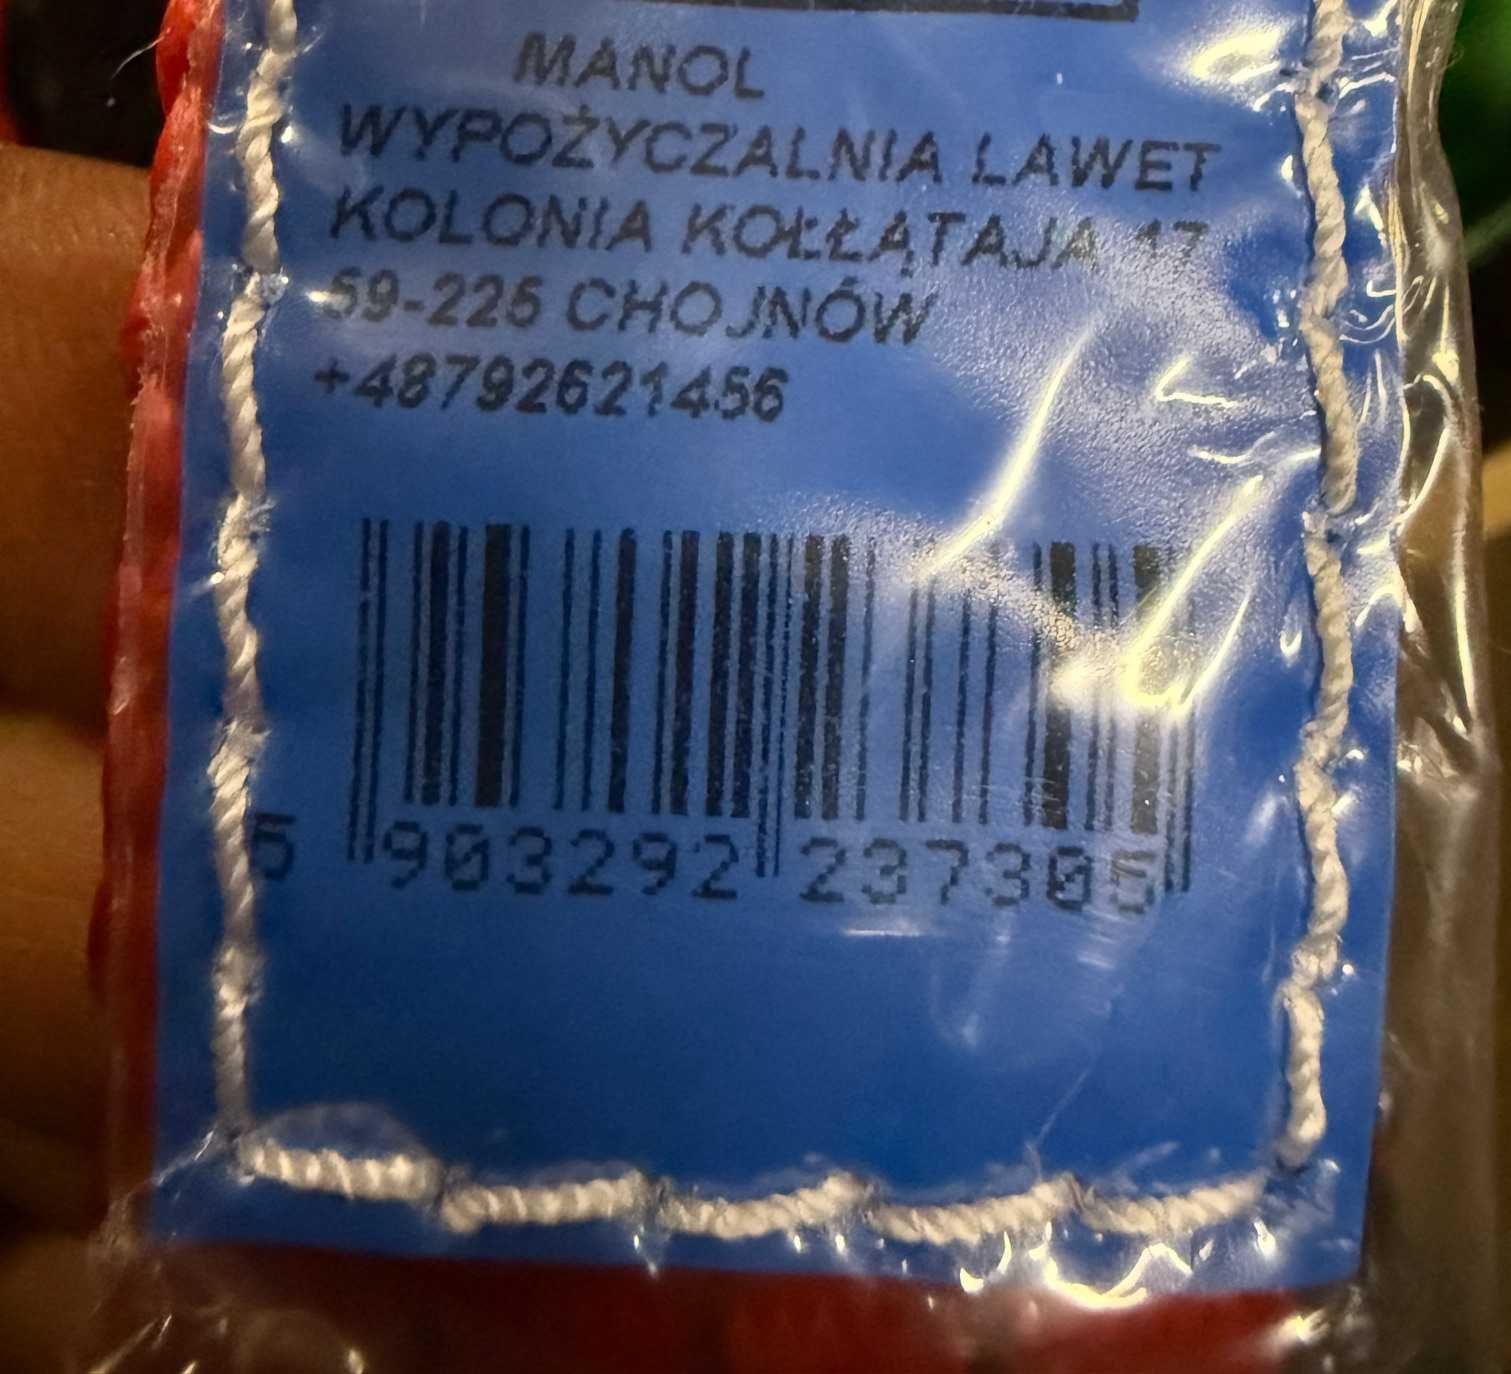 MANOL
WYPOŻYCZALNIA LAWET
KOLONIA KOŁŁĄTAJA 17
59-225 CHOJNÓW
+48792621456
5 903292 237305